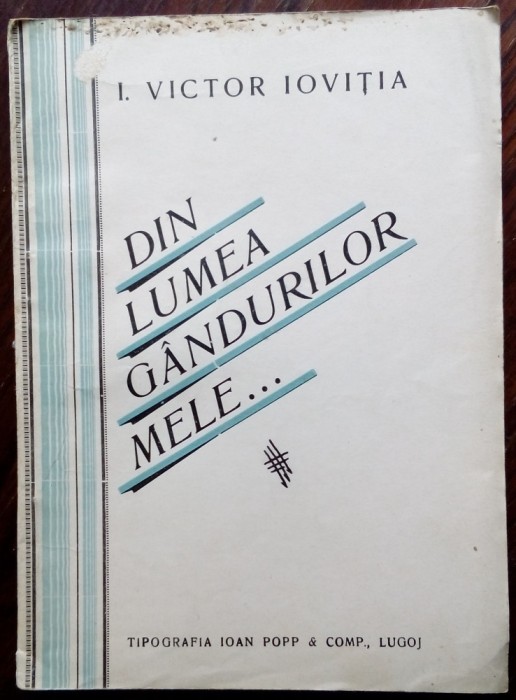 I. VICTOR IOVIȚIA
DIN
LUMEA
GÂNDURILOR
MELE...
TIPOGRAFIA IOAN POPP & COMP., LUGOJ